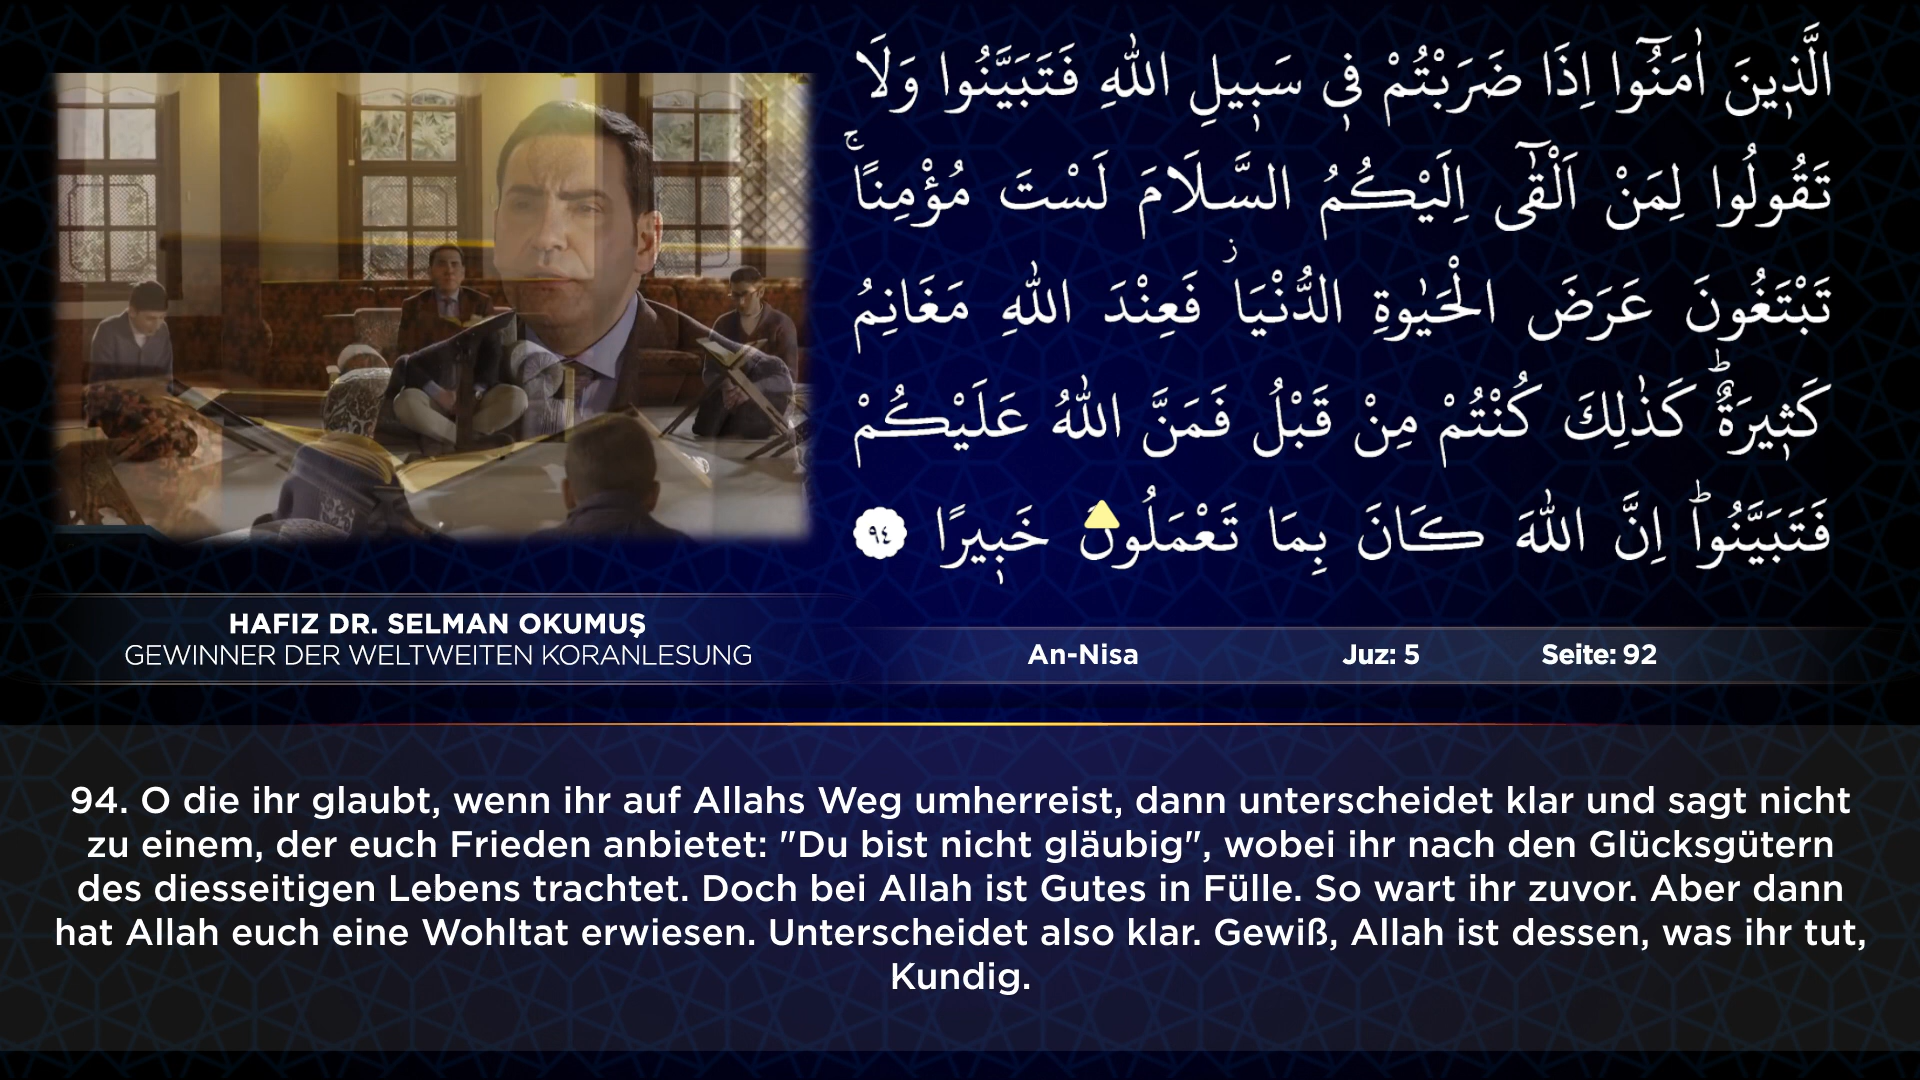 الَّذ۪ينَ اٰمَنُٓوا اِذَا ضَرَبْتُمْ ف۪ي سَب۪يلِ اللّٰهِ فَتَبَيَّنُوا وَلَا
تَقُولُوا لِمَنْ اَلْقٰٓى اِلَيْكُمُ السَّلَامَ لَسْتَ مُؤْمِنًاۚ
تَبْتَغُونَ عَرَضَ الْحَيٰوةِ الدُّنْيَاۘ فَعِنْدَ اللّٰهِ مَغَانِمُ
كَث۪يرَةٌۜ كَذٰلِكَ كُنْتُمْ مِنْ قَبْلُ فَمَنَّ اللّٰهُ عَلَيْكُمْ
فَتَبَيَّنُواۜ اِنَّ اللّٰهَ كَانَ بِمَا تَعْمَلُونَ خَب۪يرًا ٩٤
HAFIZ DR. SELMAN OKUMUŞ
GEWINNER DER WELTWEITEN KORANLESUNG
An-Nisa Juz: 5 Seite: 92
94. O die ihr glaubt, wenn ihr auf Allahs Weg umherreist, dann unterscheidet klar und sagt nicht
zu einem, der euch Frieden anbietet: "Du bist nicht gläubig", wobei ihr nach den Glücksgütern
des diesseitigen Lebens trachtet. Doch bei Allah ist Gutes in Fülle. So wart ihr zuvor. Aber dann
hat Allah euch eine Wohltat erwiesen. Unterscheidet also klar. Gewiß, Allah ist dessen, was ihr tut,
Kundig.